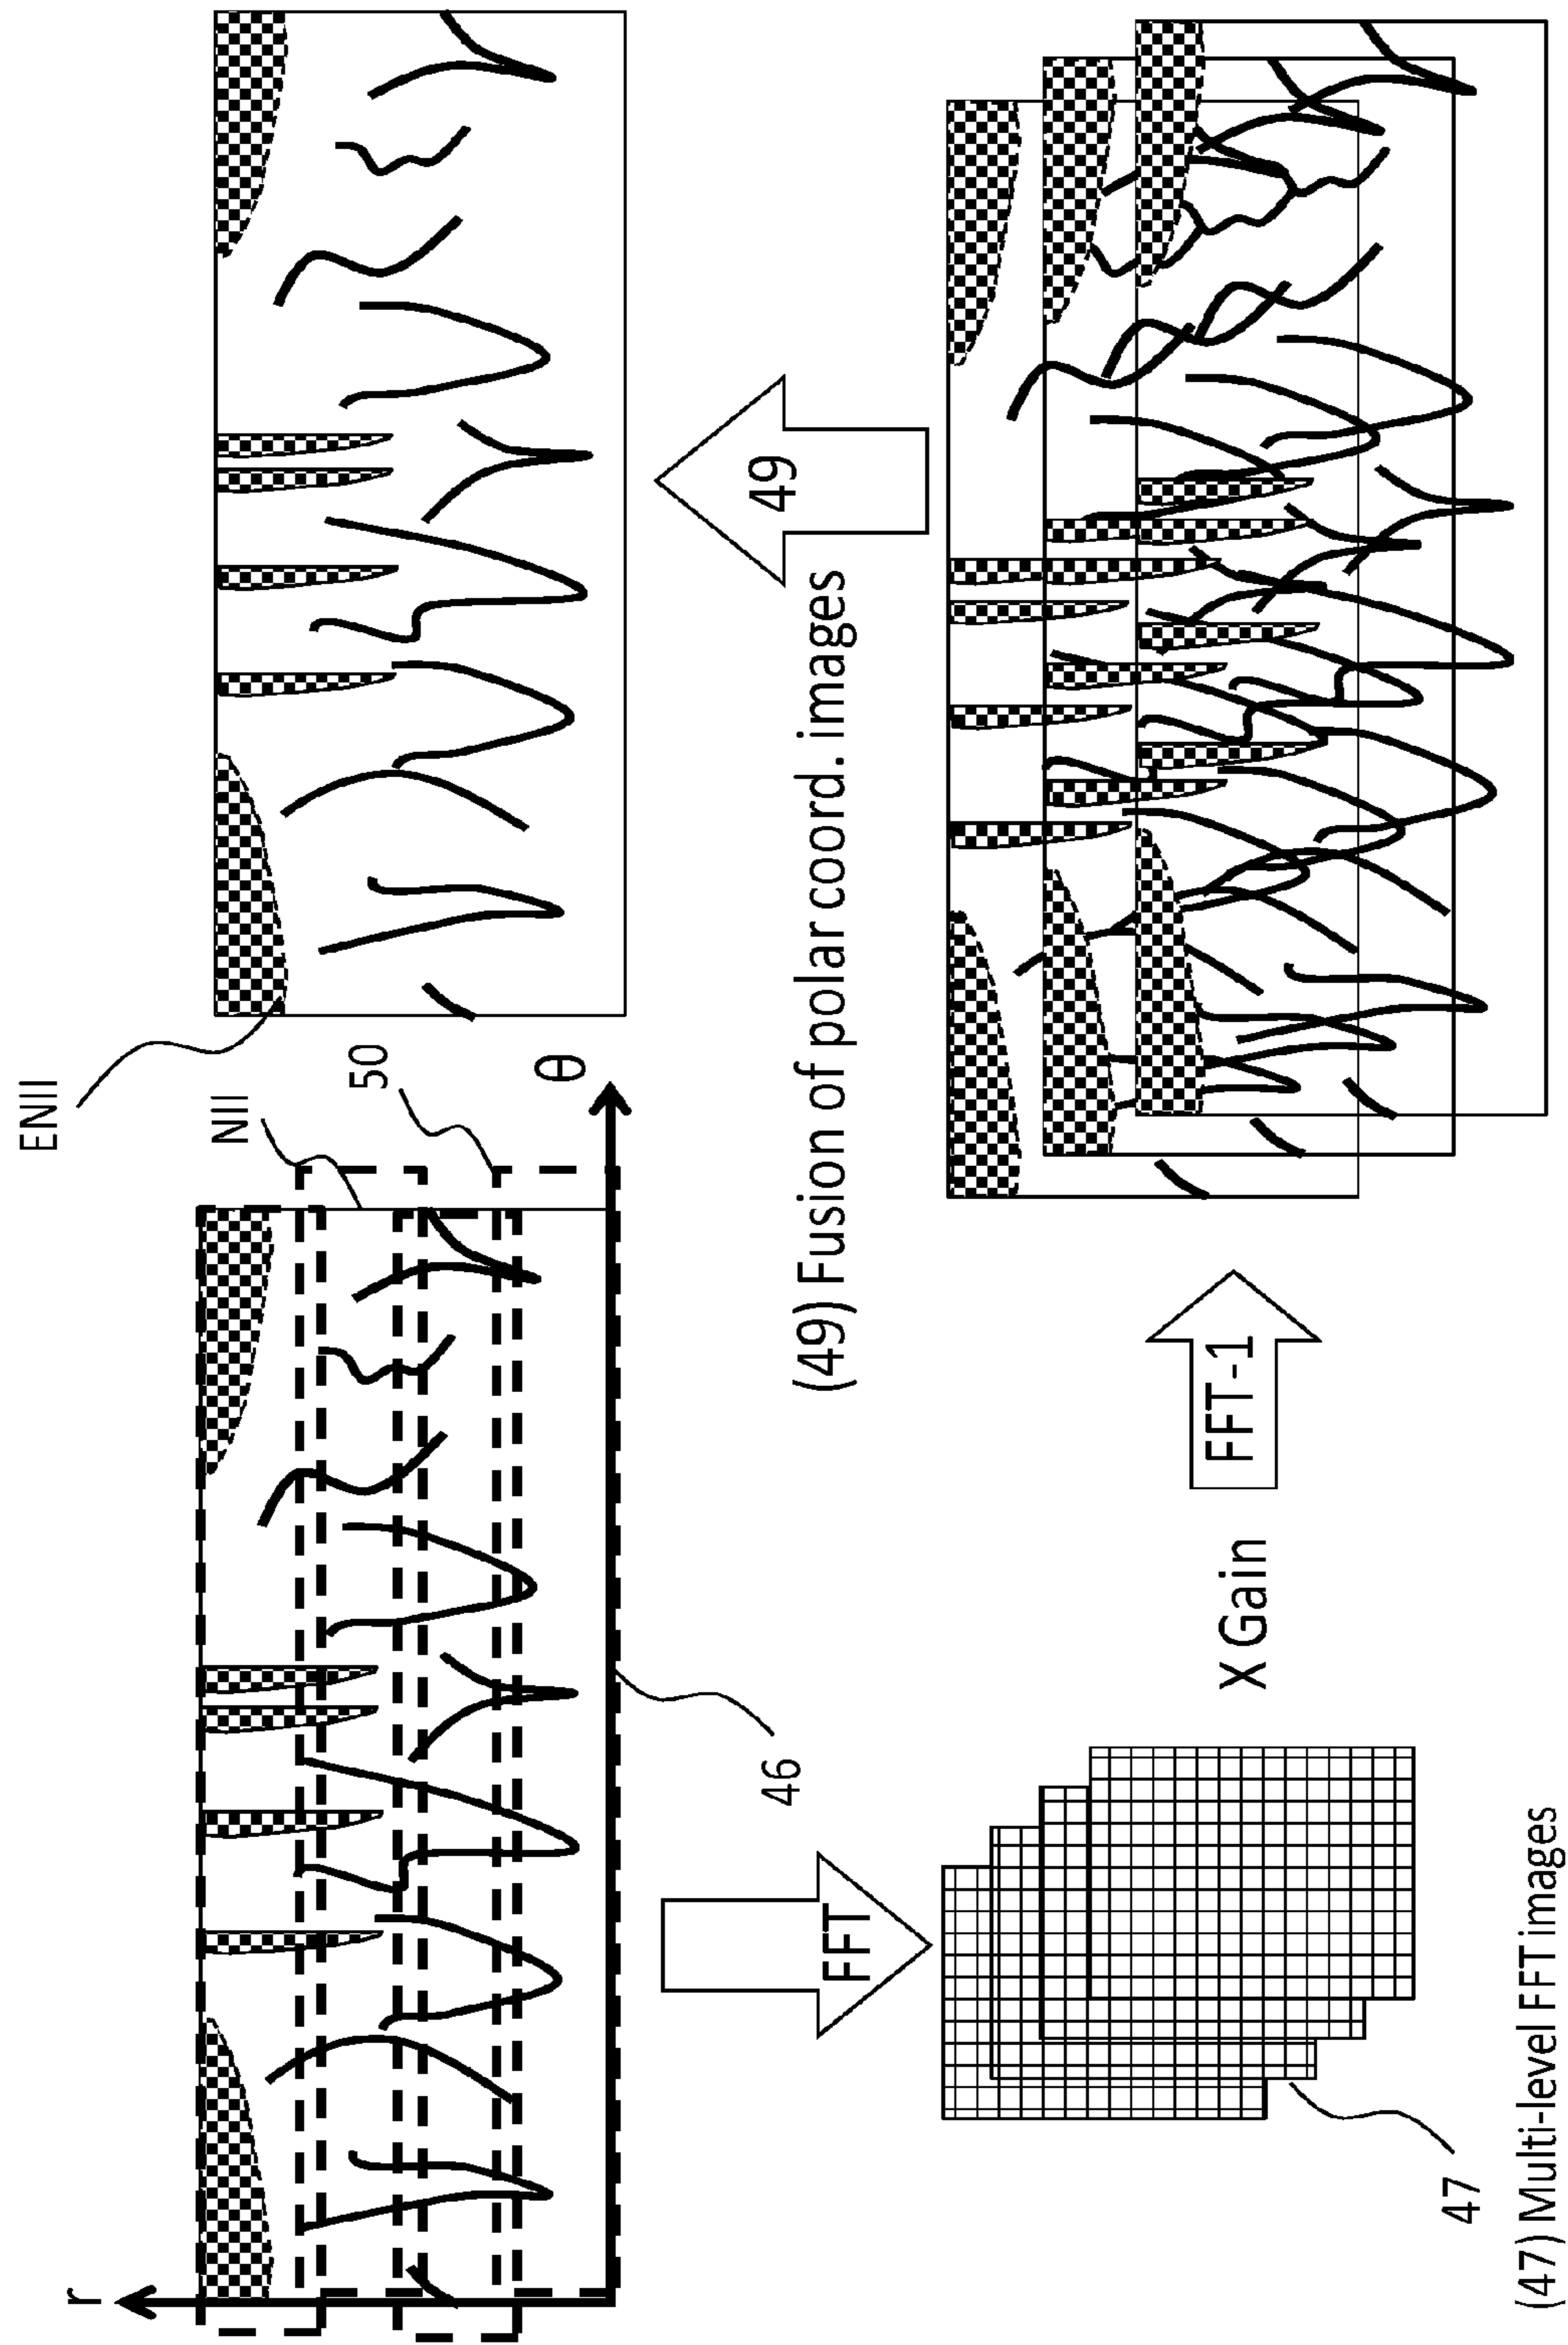 r
NII
50
θ
ENII
46
FFT
47
(47) Multi-level FFT images
X Gain
FFT-1
49
(49) Fusion of polar coord. images